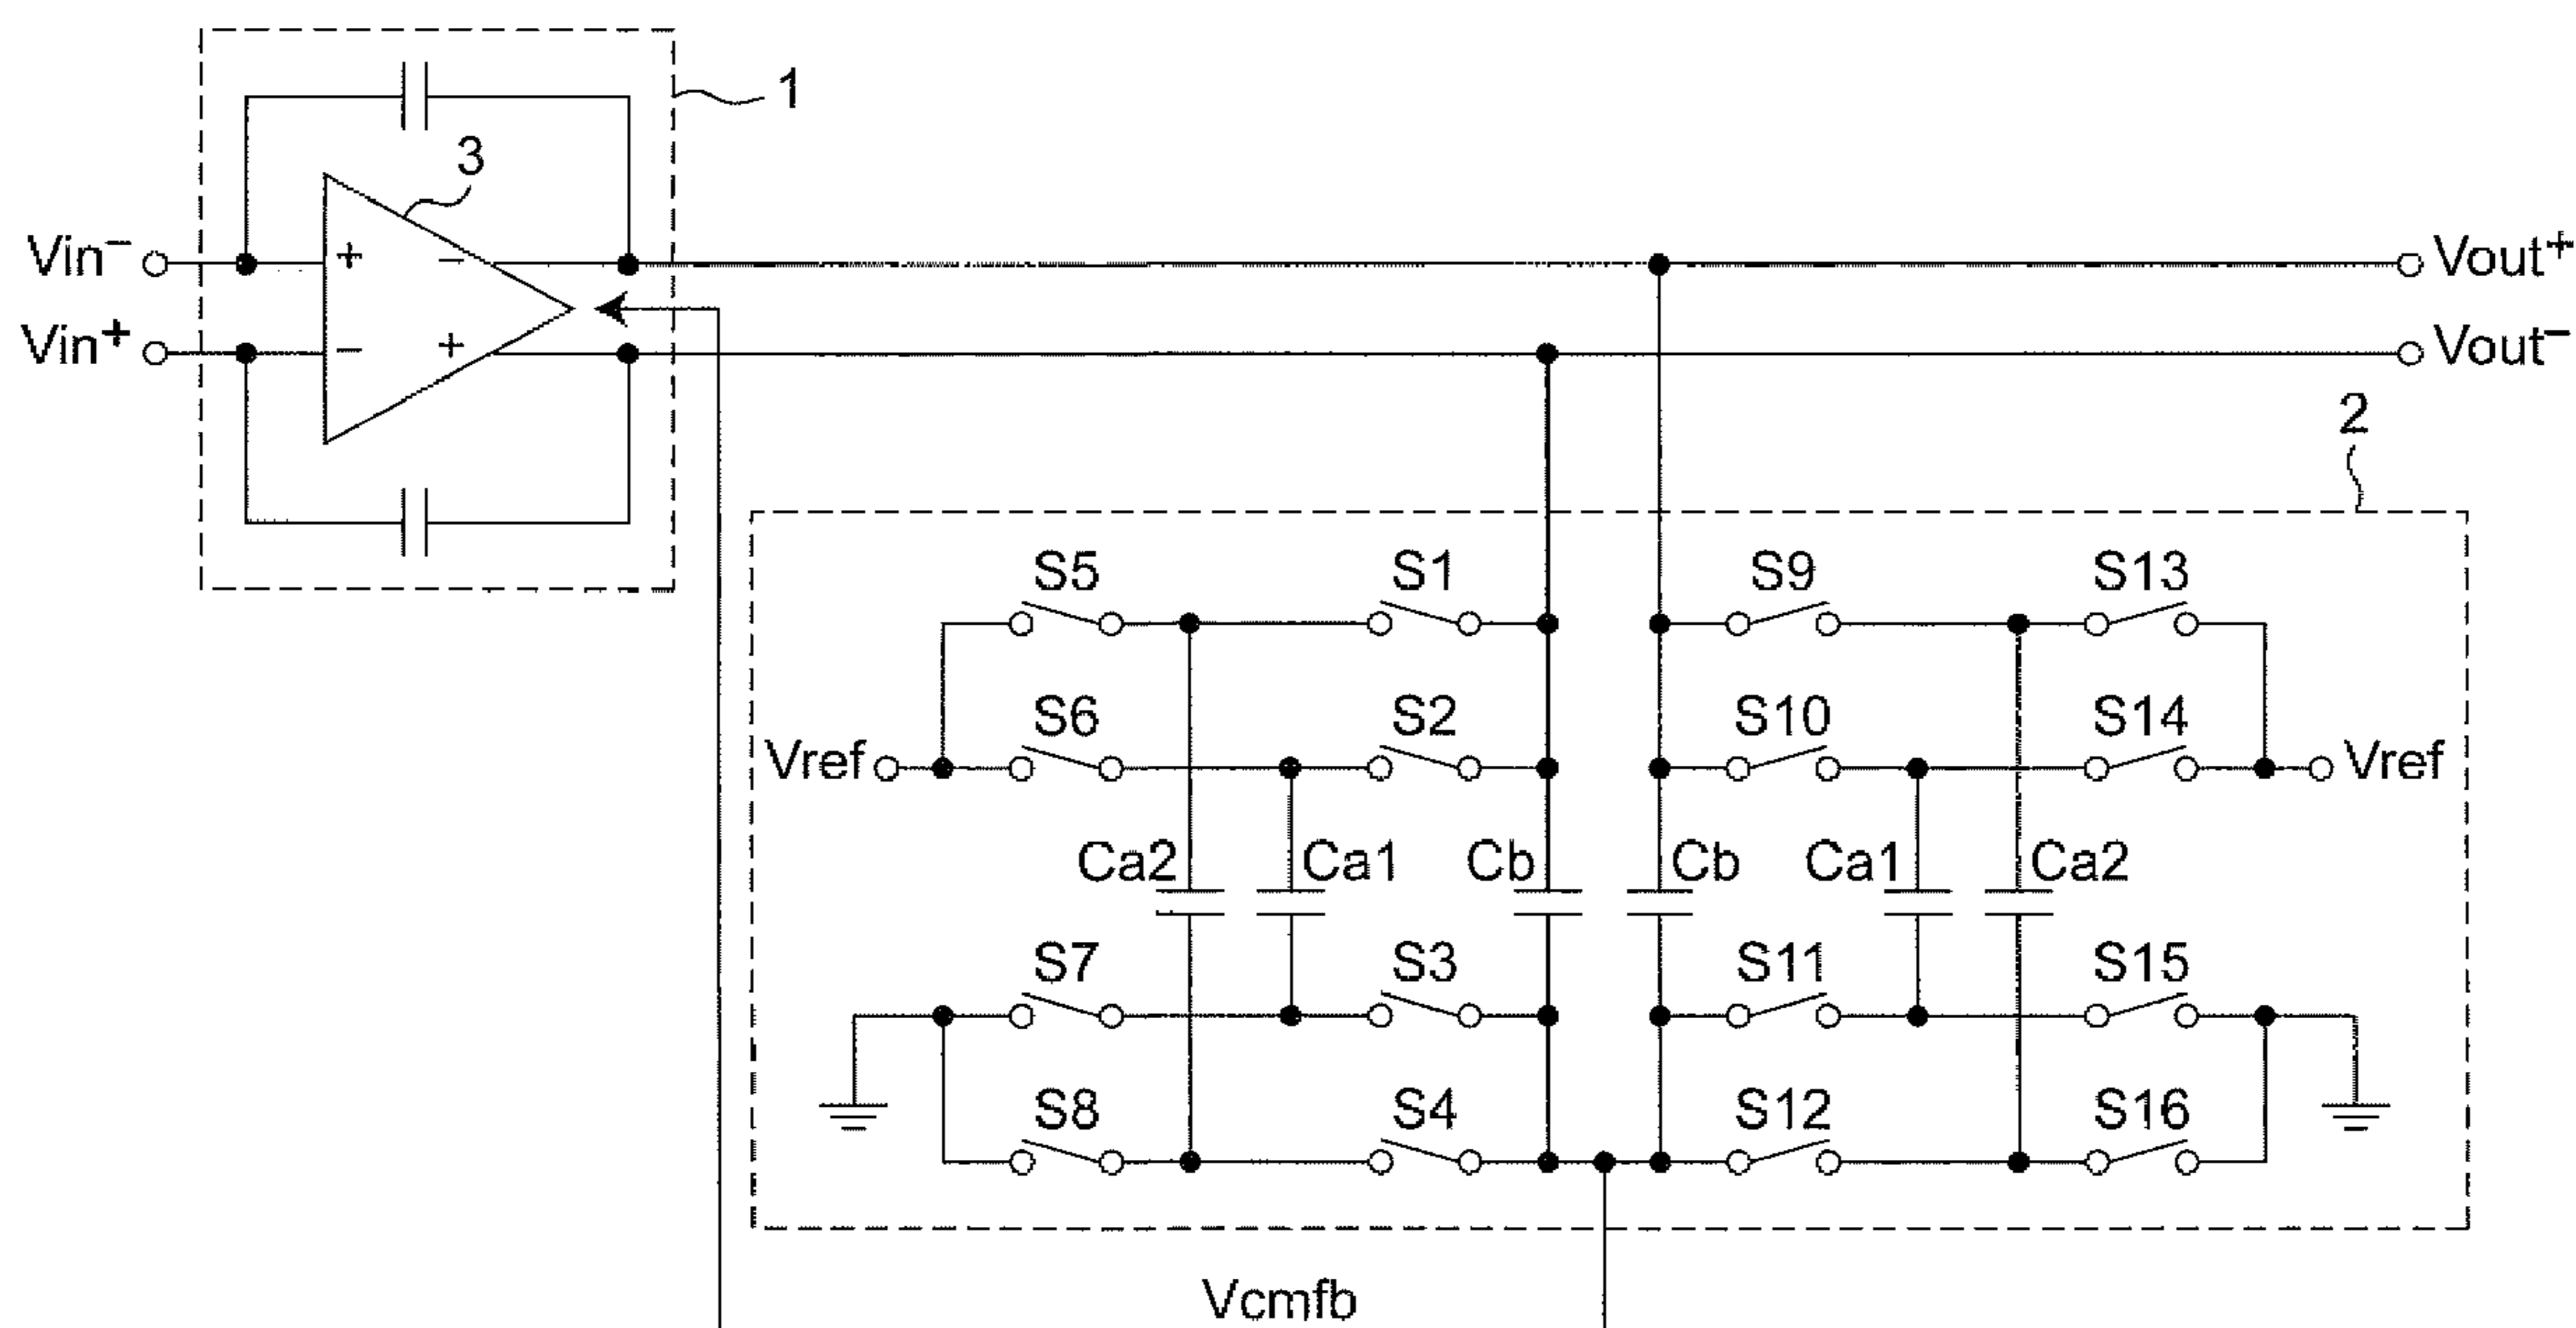 1
3
Vin−
+ −
Vout+
Vin+
− +
Vout−
2
S5 S1 S9 S13
S6 S2 S10 S14
Vref Vref
Ca2 Ca1 Cb Cb Ca1 Ca2
S7 S3 S11 S15
S8 S4 S12 S16
Vcmfb